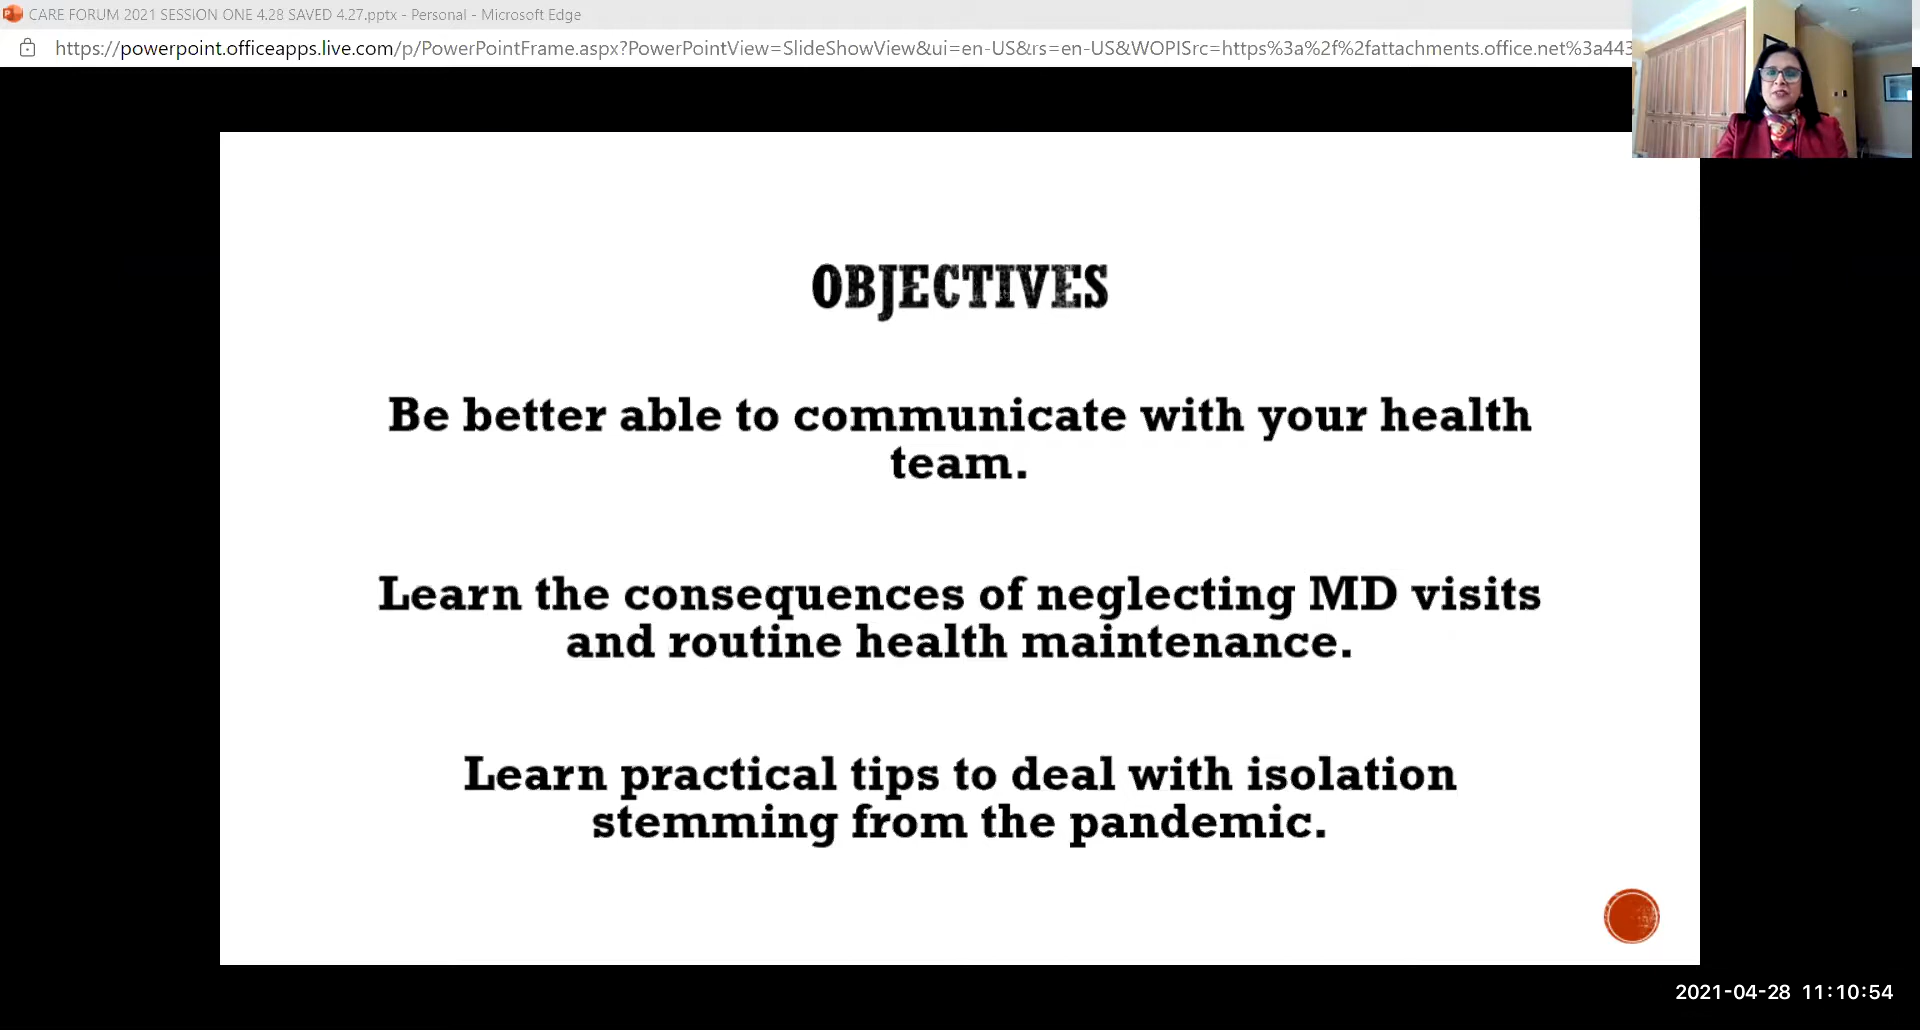 CARE FORUM 2021 SESSION ONE 4.28 SAVED 4.27.pptx - Personal - Microsoft Edge
https://powerpoint.officeapps.live.com/p/PowerPointFrame.aspx?PowerPointView=SlideShowView&ui=en-US&rs=en-US&WOPISrc=https%3a%2f%2fattachments.office.net%3a443
OBJECTIVES
Be better able to communicate with your health
team.
Learn the consequences of neglecting MD visits
and routine health maintenance.
Learn practical tips to deal with isolation
stemming from the pandemic.
2021-04-28 11:10:54